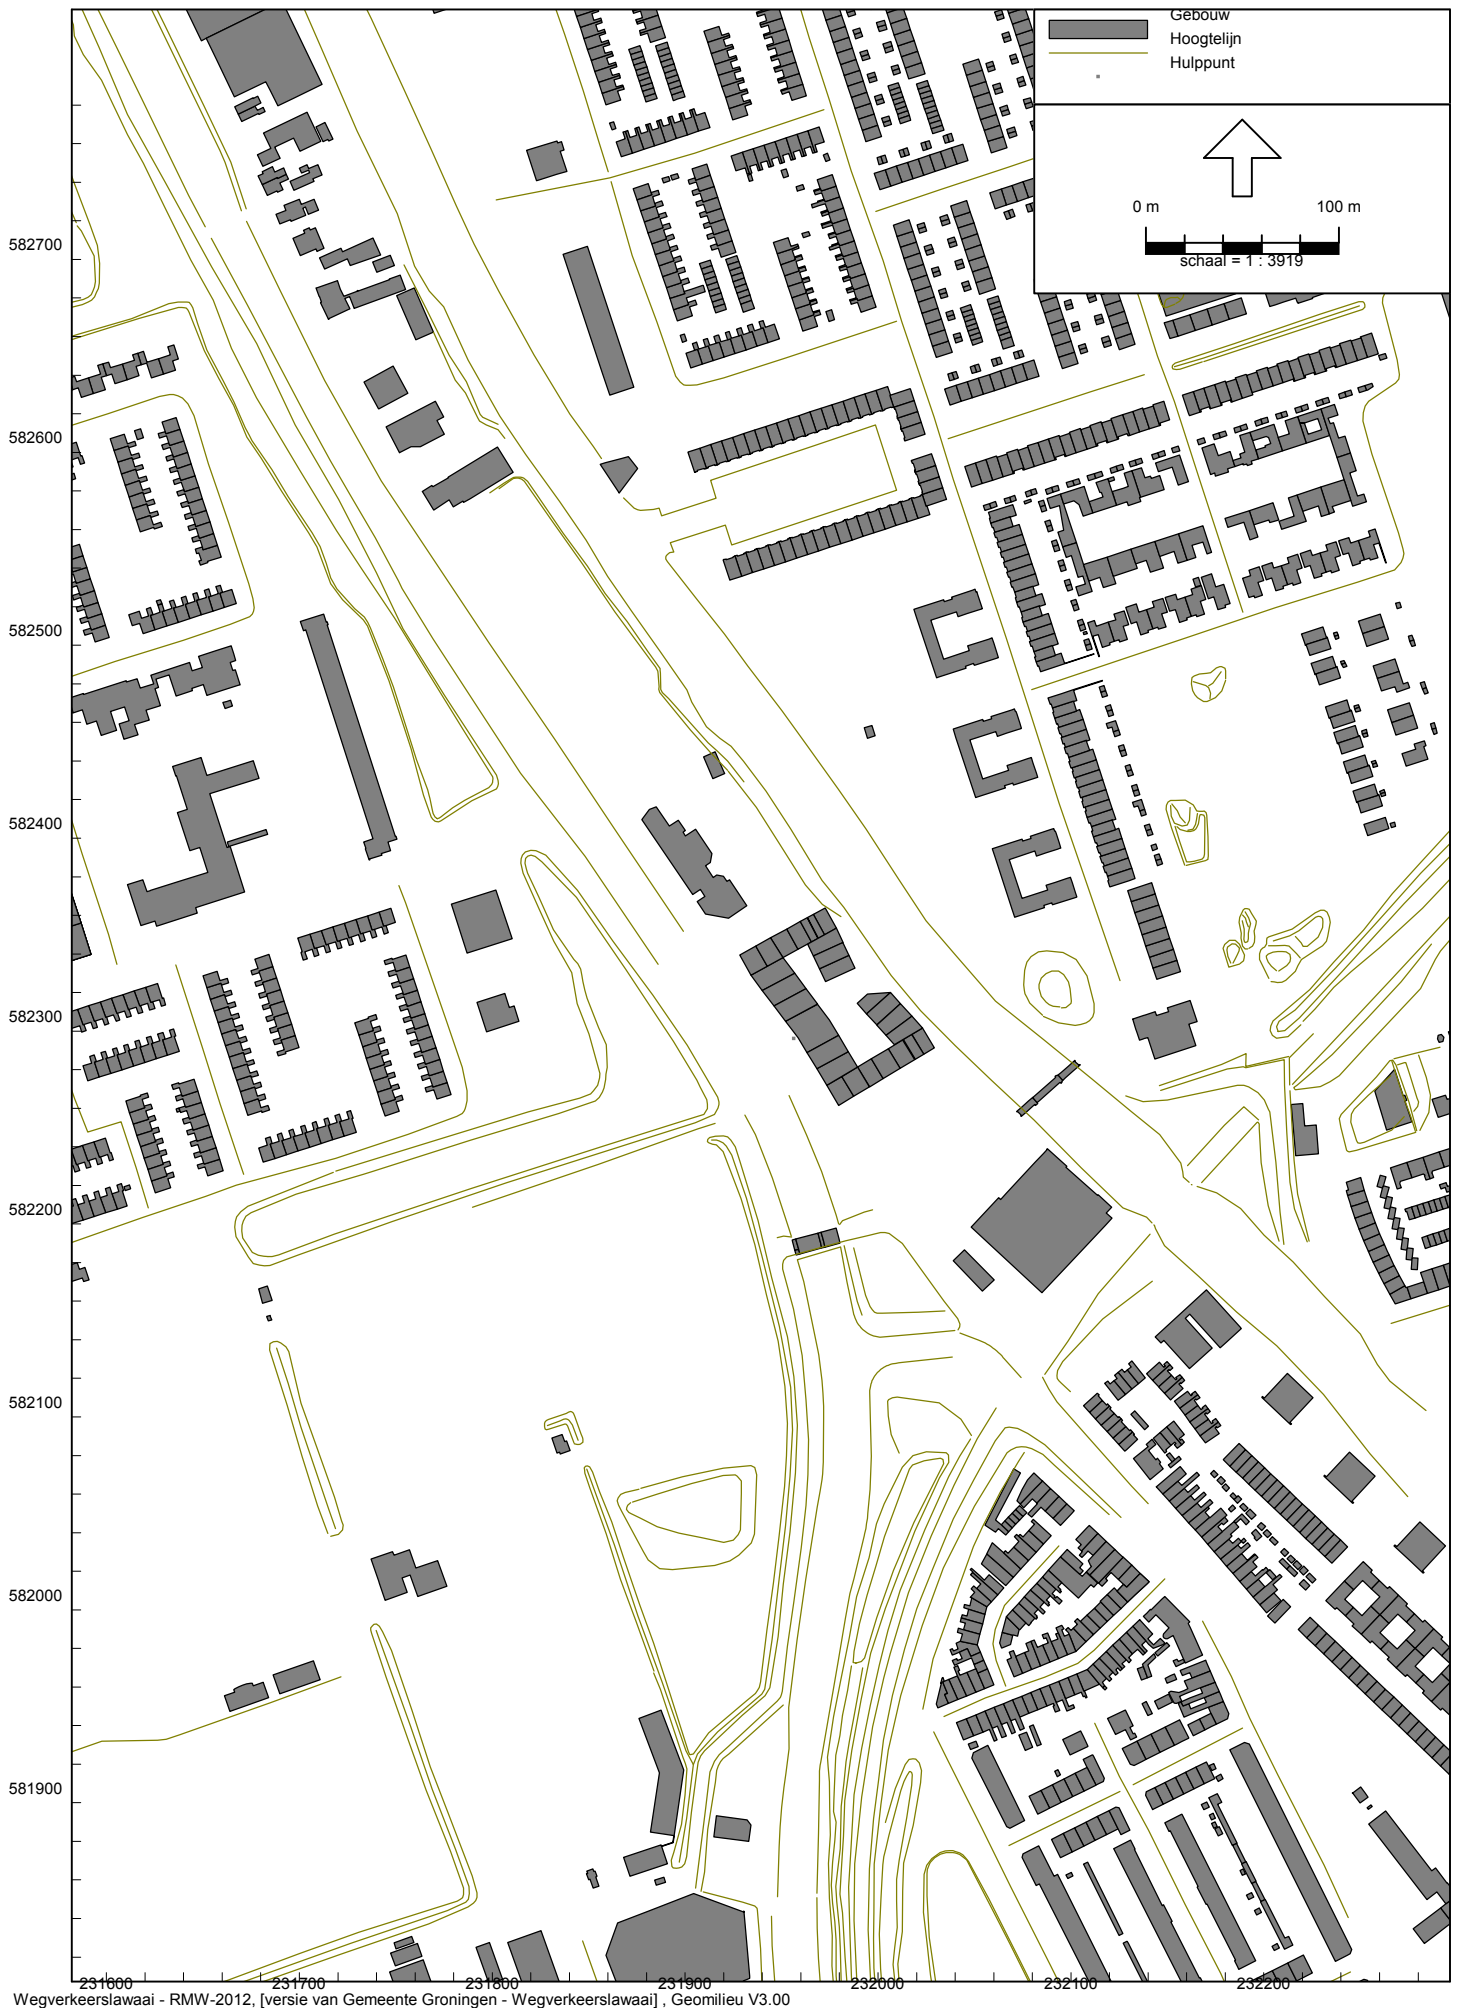 Gebouw
Hoogtelijn
Hulppunt
0 m 100 m
schaal = 1 : 3919
582700
582600
582500
582400
582300
582200
582100
582000
581900
231600 231700 231800 231900 232000 232100 232200
Wegverkeerslawaai - RMW-2012, [versie van Gemeente Groningen - Wegverkeerslawaai] , Geomilieu V3.00